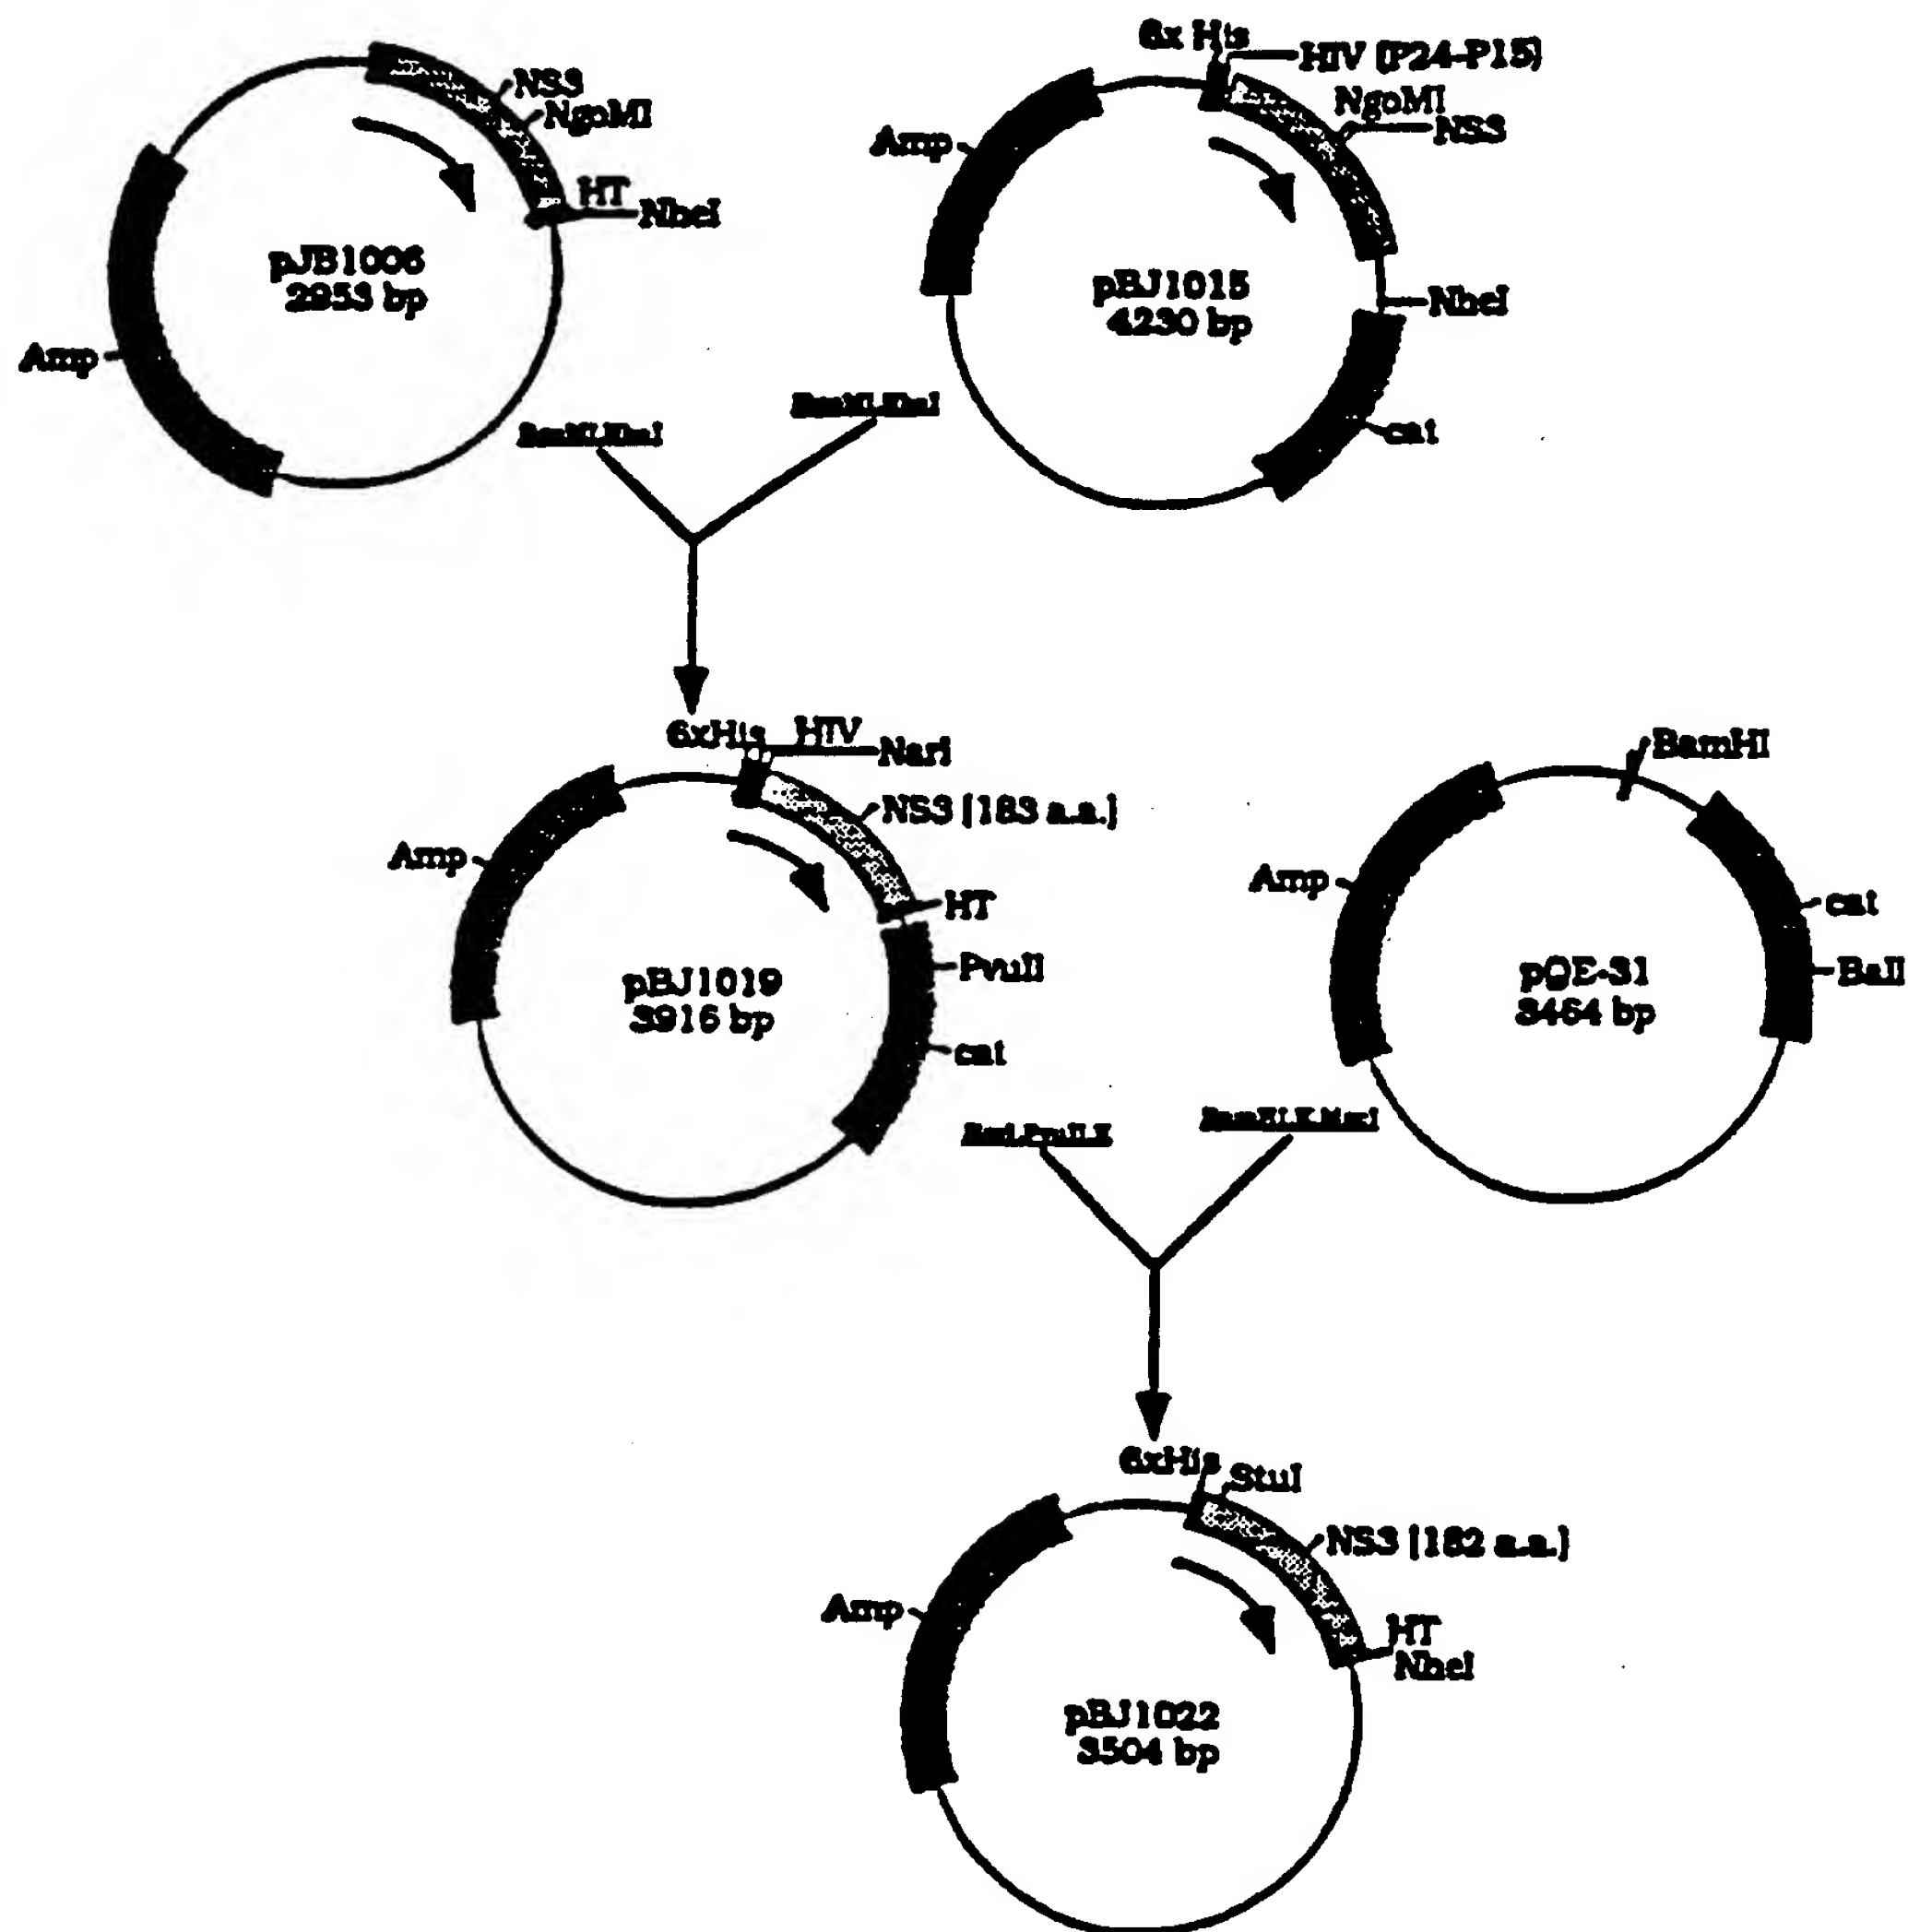 6x His
HIV (P24-P15)
NS3
NgoMI
HT
NheI
pJB1006
2953 bp
Amp
Amp
NgoMI
NS3
NheI
pBJ1015
4230 bp
cat
6xHis
HIV
NarI
NS3 [183 a.a.]
Amp
HT
PvuII
pBJ1019
3916 bp
cat
BamHI
Amp
cat
BalI
pQE-31
3464 bp
6xHis
StuI
NS3 [182 a.a.]
Amp
HT
NheI
pBJ1022
3504 bp